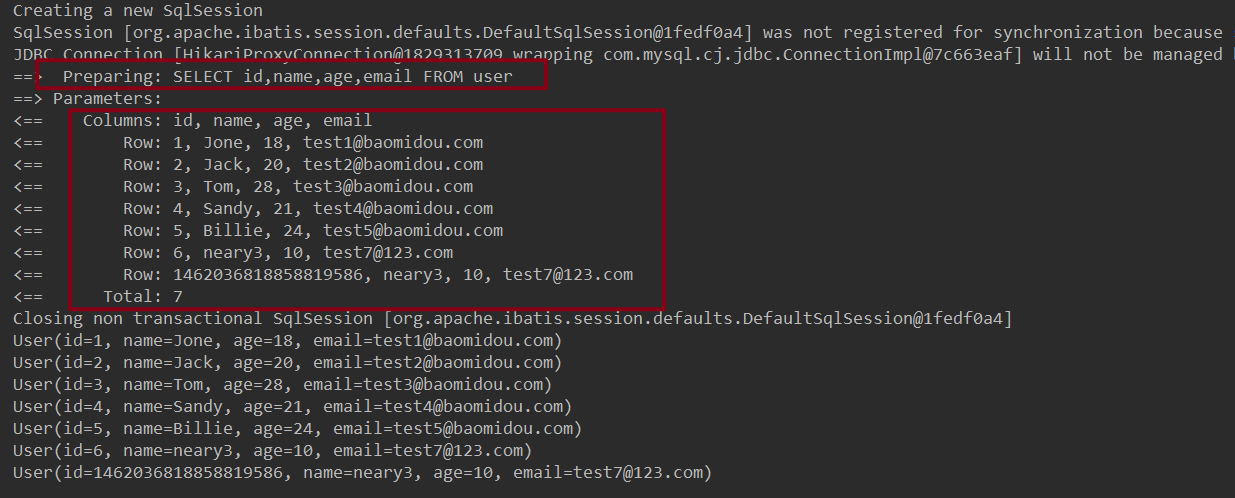 Creating a new SqlSession
SqlSession [org.apache.ibatis.session.defaults.DefaultSqlSession@1fedf0a4] was not registered for synchronization because
JDBC Connection [HikariProxyConnection@1829313709 wrapping com.mysql.cj.jdbc.ConnectionImpl@7c663eaf] will not be managed
==>  Preparing: SELECT id,name,age,email FROM user
==> Parameters:
<==    Columns: id, name, age, email
<==        Row: 1, Jone, 18, test1@baomidou.com
<==        Row: 2, Jack, 20, test2@baomidou.com
<==        Row: 3, Tom, 28, test3@baomidou.com
<==        Row: 4, Sandy, 21, test4@baomidou.com
<==        Row: 5, Billie, 24, test5@baomidou.com
<==        Row: 6, neary3, 10, test7@123.com
<==        Row: 1462036818858819586, neary3, 10, test7@123.com
<==      Total: 7
Closing non transactional SqlSession [org.apache.ibatis.session.defaults.DefaultSqlSession@1fedf0a4]
User(id=1, name=Jone, age=18, email=test1@baomidou.com)
User(id=2, name=Jack, age=20, email=test2@baomidou.com)
User(id=3, name=Tom, age=28, email=test3@baomidou.com)
User(id=4, name=Sandy, age=21, email=test4@baomidou.com)
User(id=5, name=Billie, age=24, email=test5@baomidou.com)
User(id=6, name=neary3, age=10, email=test7@123.com)
User(id=1462036818858819586, name=neary3, age=10, email=test7@123.com)